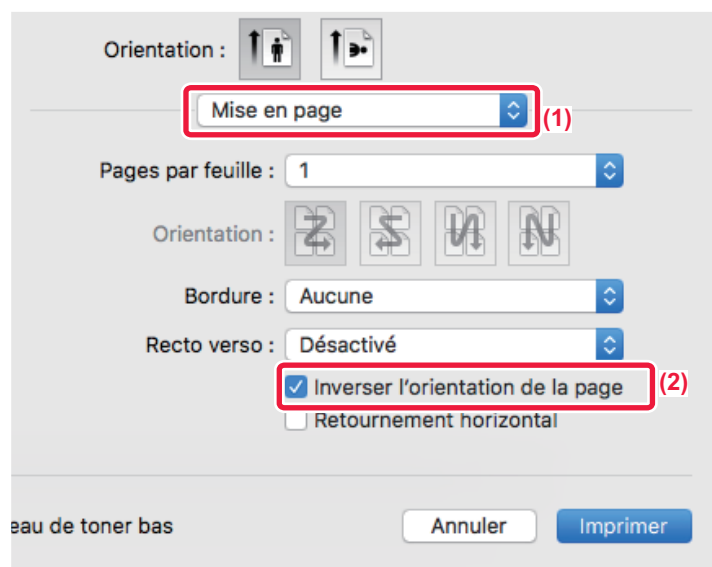 Orientation :
Mise en page
(1)
Pages par feuille : 1
Orientation :
Bordure : Aucune
Recto verso : Désactivé
Inverser l'orientation de la page
(2)
Retournement horizontal
eau de toner bas
Annuler
Imprimer